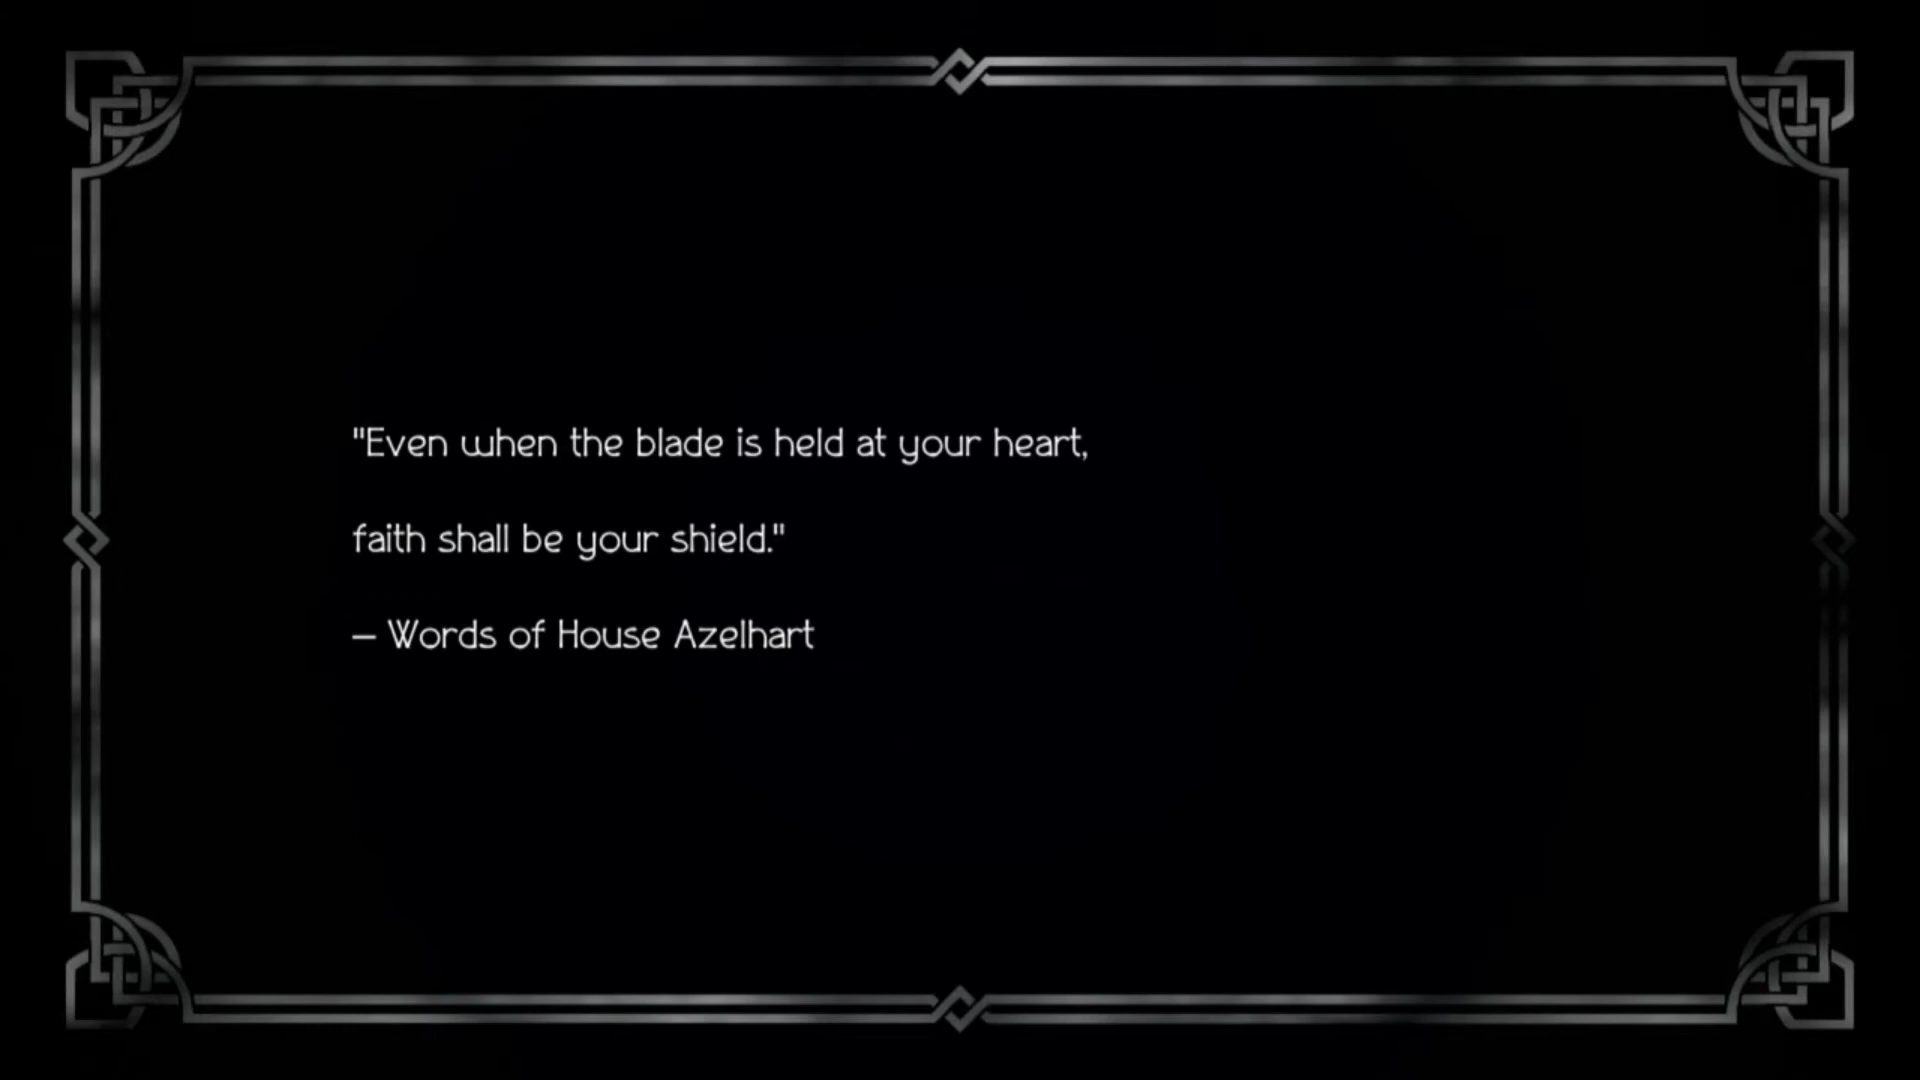 "Even when the blade is held at your heart,
faith shall be your shield."
– Words of House Azelhart